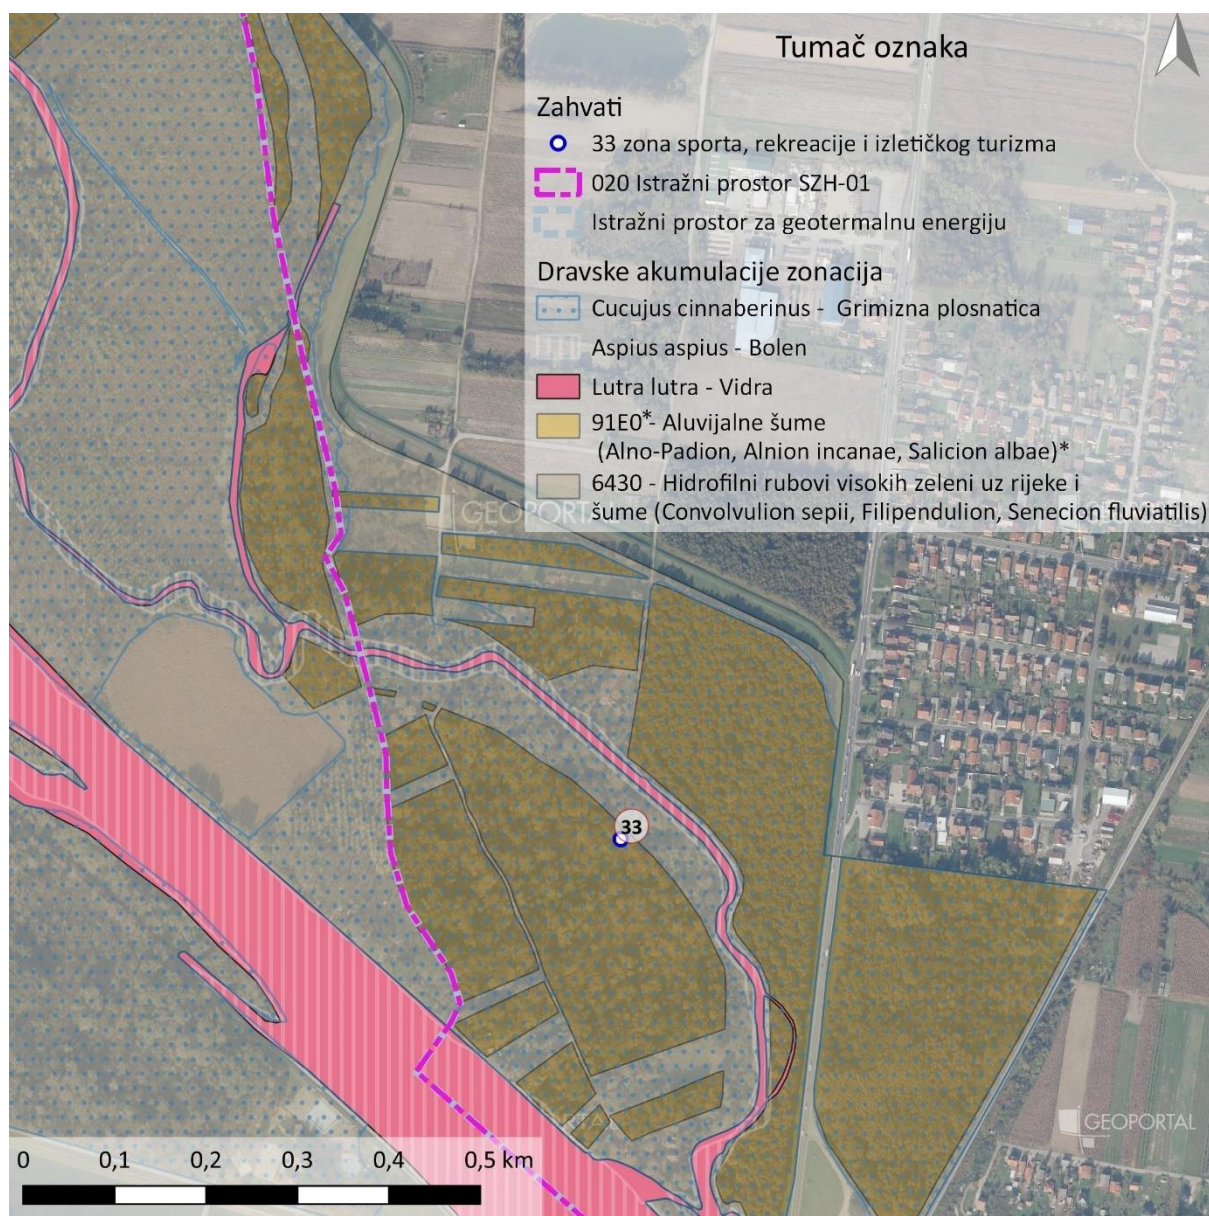 Tumač oznaka
Zahvati
33 zona sporta, rekreacije i izletičkog turizma
020 Istražni prostor SZH-01
Istražni prostor za geotermalnu energiju
Dravske akumulacije zonacija
Cucujus cinnaberinus - Grimizna plosnatica
Aspius aspius - Bolen
Lutra lutra - Vidra
91E0*- Aluvijalne šume
(Alno-Padion, Alnion incanae, Salicion albae)*
6430 - Hidrofilni rubovi visokih zeleni uz rijeke i
šume (Convolvulion sepii, Filipendulion, Senecion fluviatilis)
GEOPORT
33
GEOPORTAL
0 0,1 0,2 0,3 0,4 0,5 km